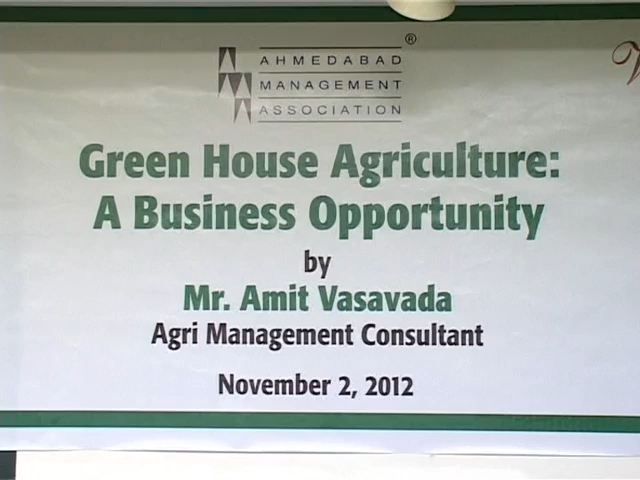 AHMEDABAD
MANAGEMENT
ASSOCIATION
®
Green House Agriculture:
A Business Opportunity
by
Mr. Amit Vasavada
Agri Management Consultant
November 2, 2012